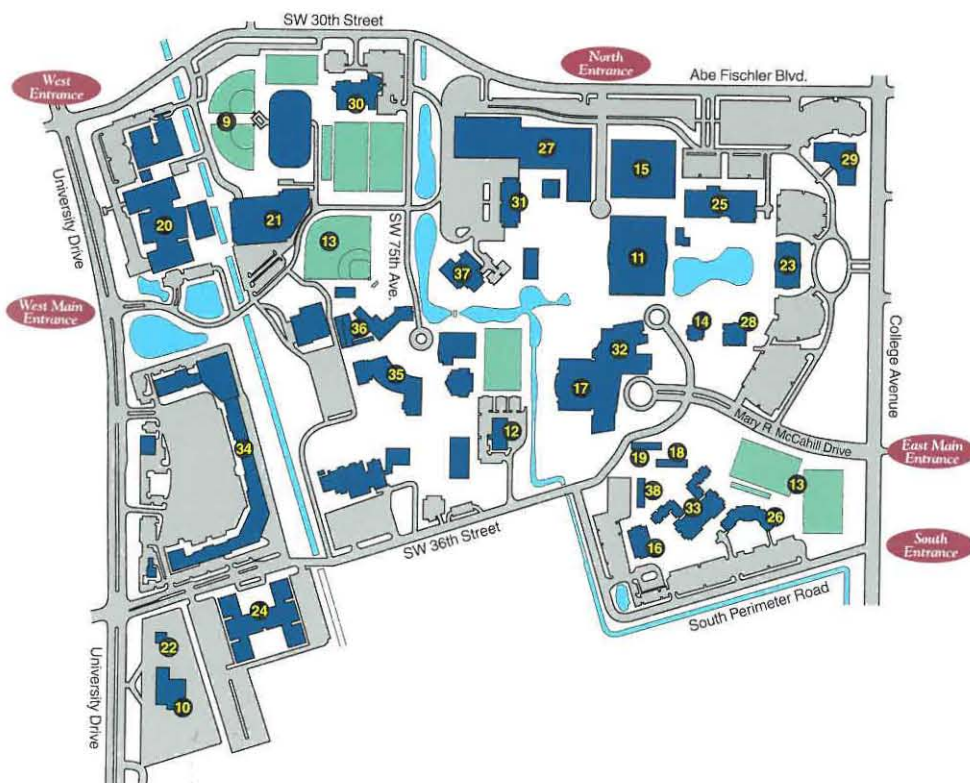 SW 30th Street
North
Entrance
Abe Fischler Blvd.
West
Entrance
30
9
27
15
29
University Drive
31
25
20
21
13
SW 75th Ave.
11
23
37
West Main
Entrance
36
14
28
College Avenue
32
35
17
Mary R. McCahill Drive
12
34
19
18
East Main
Entrance
13
38
33
26
SW 36th Street
16
South
Entrance
24
South Perimeter Road
22
University Drive
10